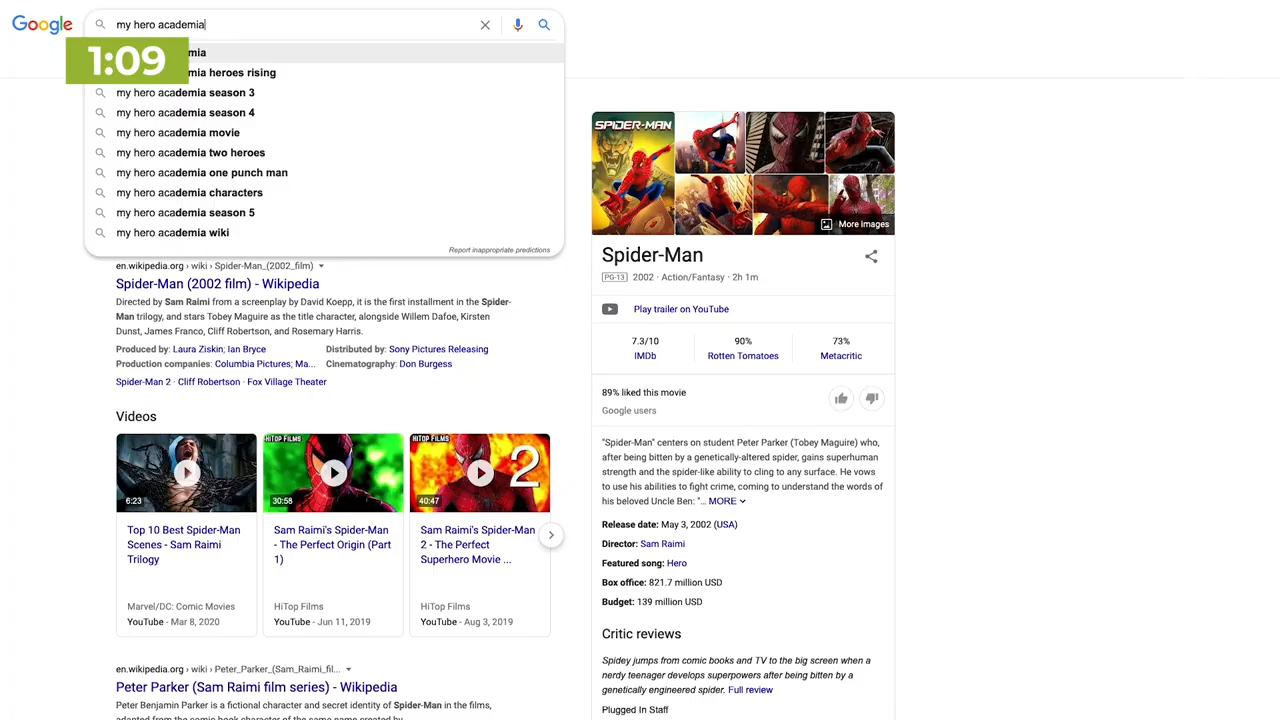 Google
my hero academia
1:09
mia
mia heroes rising
my hero academia season 3
my hero academia season 4
my hero academia movie
my hero academia two heroes
my hero academia one punch man
my hero academia characters
my hero academia season 5
my hero academia wiki
Report inappropriate predictions
en.wikipedia.org › wiki › Spider-Man_(2002_film)
Spider-Man (2002 film) - Wikipedia
Directed by Sam Raimi from a screenplay by David Koepp, it is the first installment in the Spider-
Man trilogy, and stars Tobey Maguire as the title character, alongside Willem Dafoe, Kirsten
Dunst, James Franco, Cliff Robertson, and Rosemary Harris.
Produced by: Laura Ziskin; Ian Bryce
Distributed by: Sony Pictures Releasing
Production companies: Columbia Pictures; Ma...
Cinematography: Don Burgess
Spider-Man 2 · Cliff Robertson · Fox Village Theater
Videos
HITOP FILMS
HITOP FILMS
2
6:23
30:58
40:47
Top 10 Best Spider-Man
Scenes - Sam Raimi
Trilogy
Sam Raimi's Spider-Man
- The Perfect Origin (Part
1)
Sam Raimi's Spider-Man
2 - The Perfect
Superhero Movie ...
Marvel/DC: Comic Movies
YouTube - Mar 8, 2020
HiTop Films
YouTube - Jun 11, 2019
HiTop Films
YouTube - Aug 3, 2019
en.wikipedia.org › wiki › Peter_Parker_(Sam_Raimi_fil...
Peter Parker (Sam Raimi film series) - Wikipedia
Peter Benjamin Parker is a fictional character and secret identity of Spider-Man in the films,
adapted from the comic book character of the same name created by
SPIDER-MAN
More images
Spider-Man
PG-13 2002 · Action/Fantasy · 2h 1m
Play trailer on YouTube
7.3/10
IMDb
90%
Rotten Tomatoes
73%
Metacritic
89% liked this movie
Google users
"Spider-Man" centers on student Peter Parker (Tobey Maguire) who,
after being bitten by a genetically-altered spider, gains superhuman
strength and the spider-like ability to cling to any surface. He vows
to use his abilities to fight crime, coming to understand the words of
his beloved Uncle Ben: "... MORE
Release date: May 3, 2002 (USA)
Director: Sam Raimi
Featured song: Hero
Box office: 821.7 million USD
Budget: 139 million USD
Critic reviews
Spidey jumps from comic books and TV to the big screen when a
nerdy teenager develops superpowers after being bitten by a
genetically engineered spider. Full review
Plugged In Staff